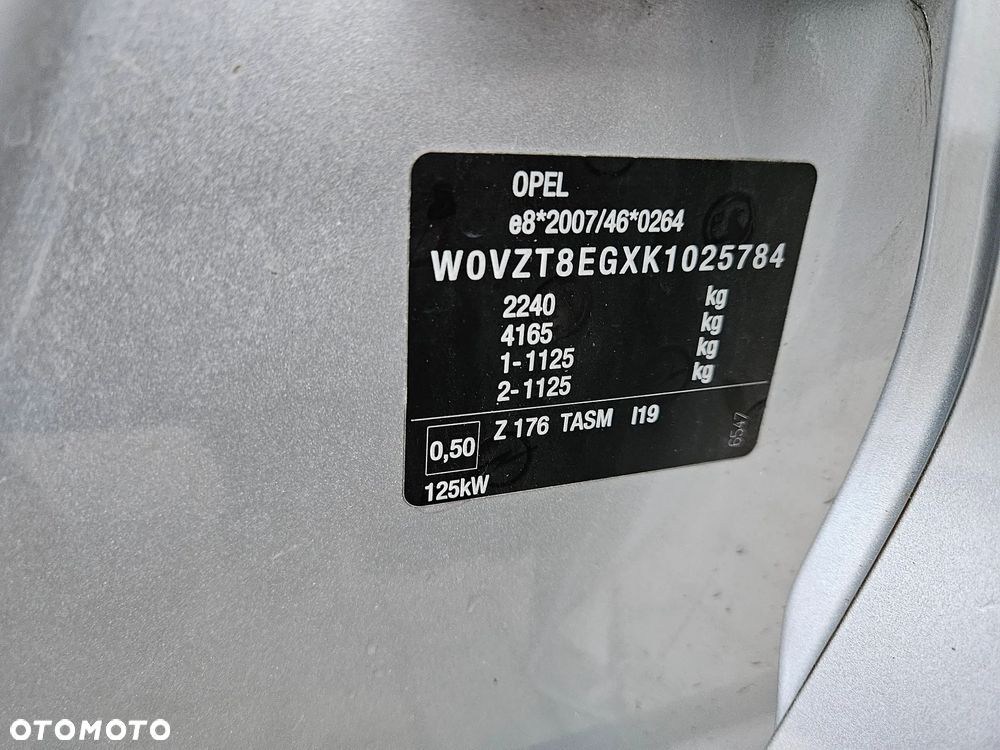 OPEL
e8*2007/46*0264
W0VZT8EGXK1025784
2240 kg
4165 kg
1-1125 kg
2-1125 kg
0,50 Z 176 TASM I19
6547
125kW
OTOMOTO